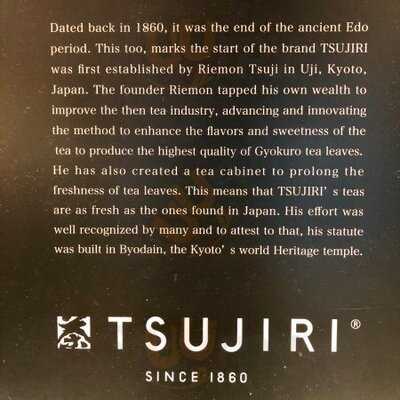 Dated back in 1860, it was the end of the ancient Edo
period. This too, marks the start of the brand TSUJIRI
was first established by Riemon Tsuji in Uji, Kyoto,
Japan. The founder Riemon tapped his own wealth to
improve the then tea industry, advancing and innovating
the method to enhance the flavors and sweetness of the
tea to produce the highest quality of Gyokuro tea leaves.
He has also created a tea cabinet to prolong the
freshness of tea leaves. This means that TSUJIRI' s teas
are as fresh as the ones found in Japan. His effort was
well recognized by many and to attest to that, his statute
was built in Byodain, the Kyoto' s world Heritage temple.
TSUJIRI®
SINCE 1860